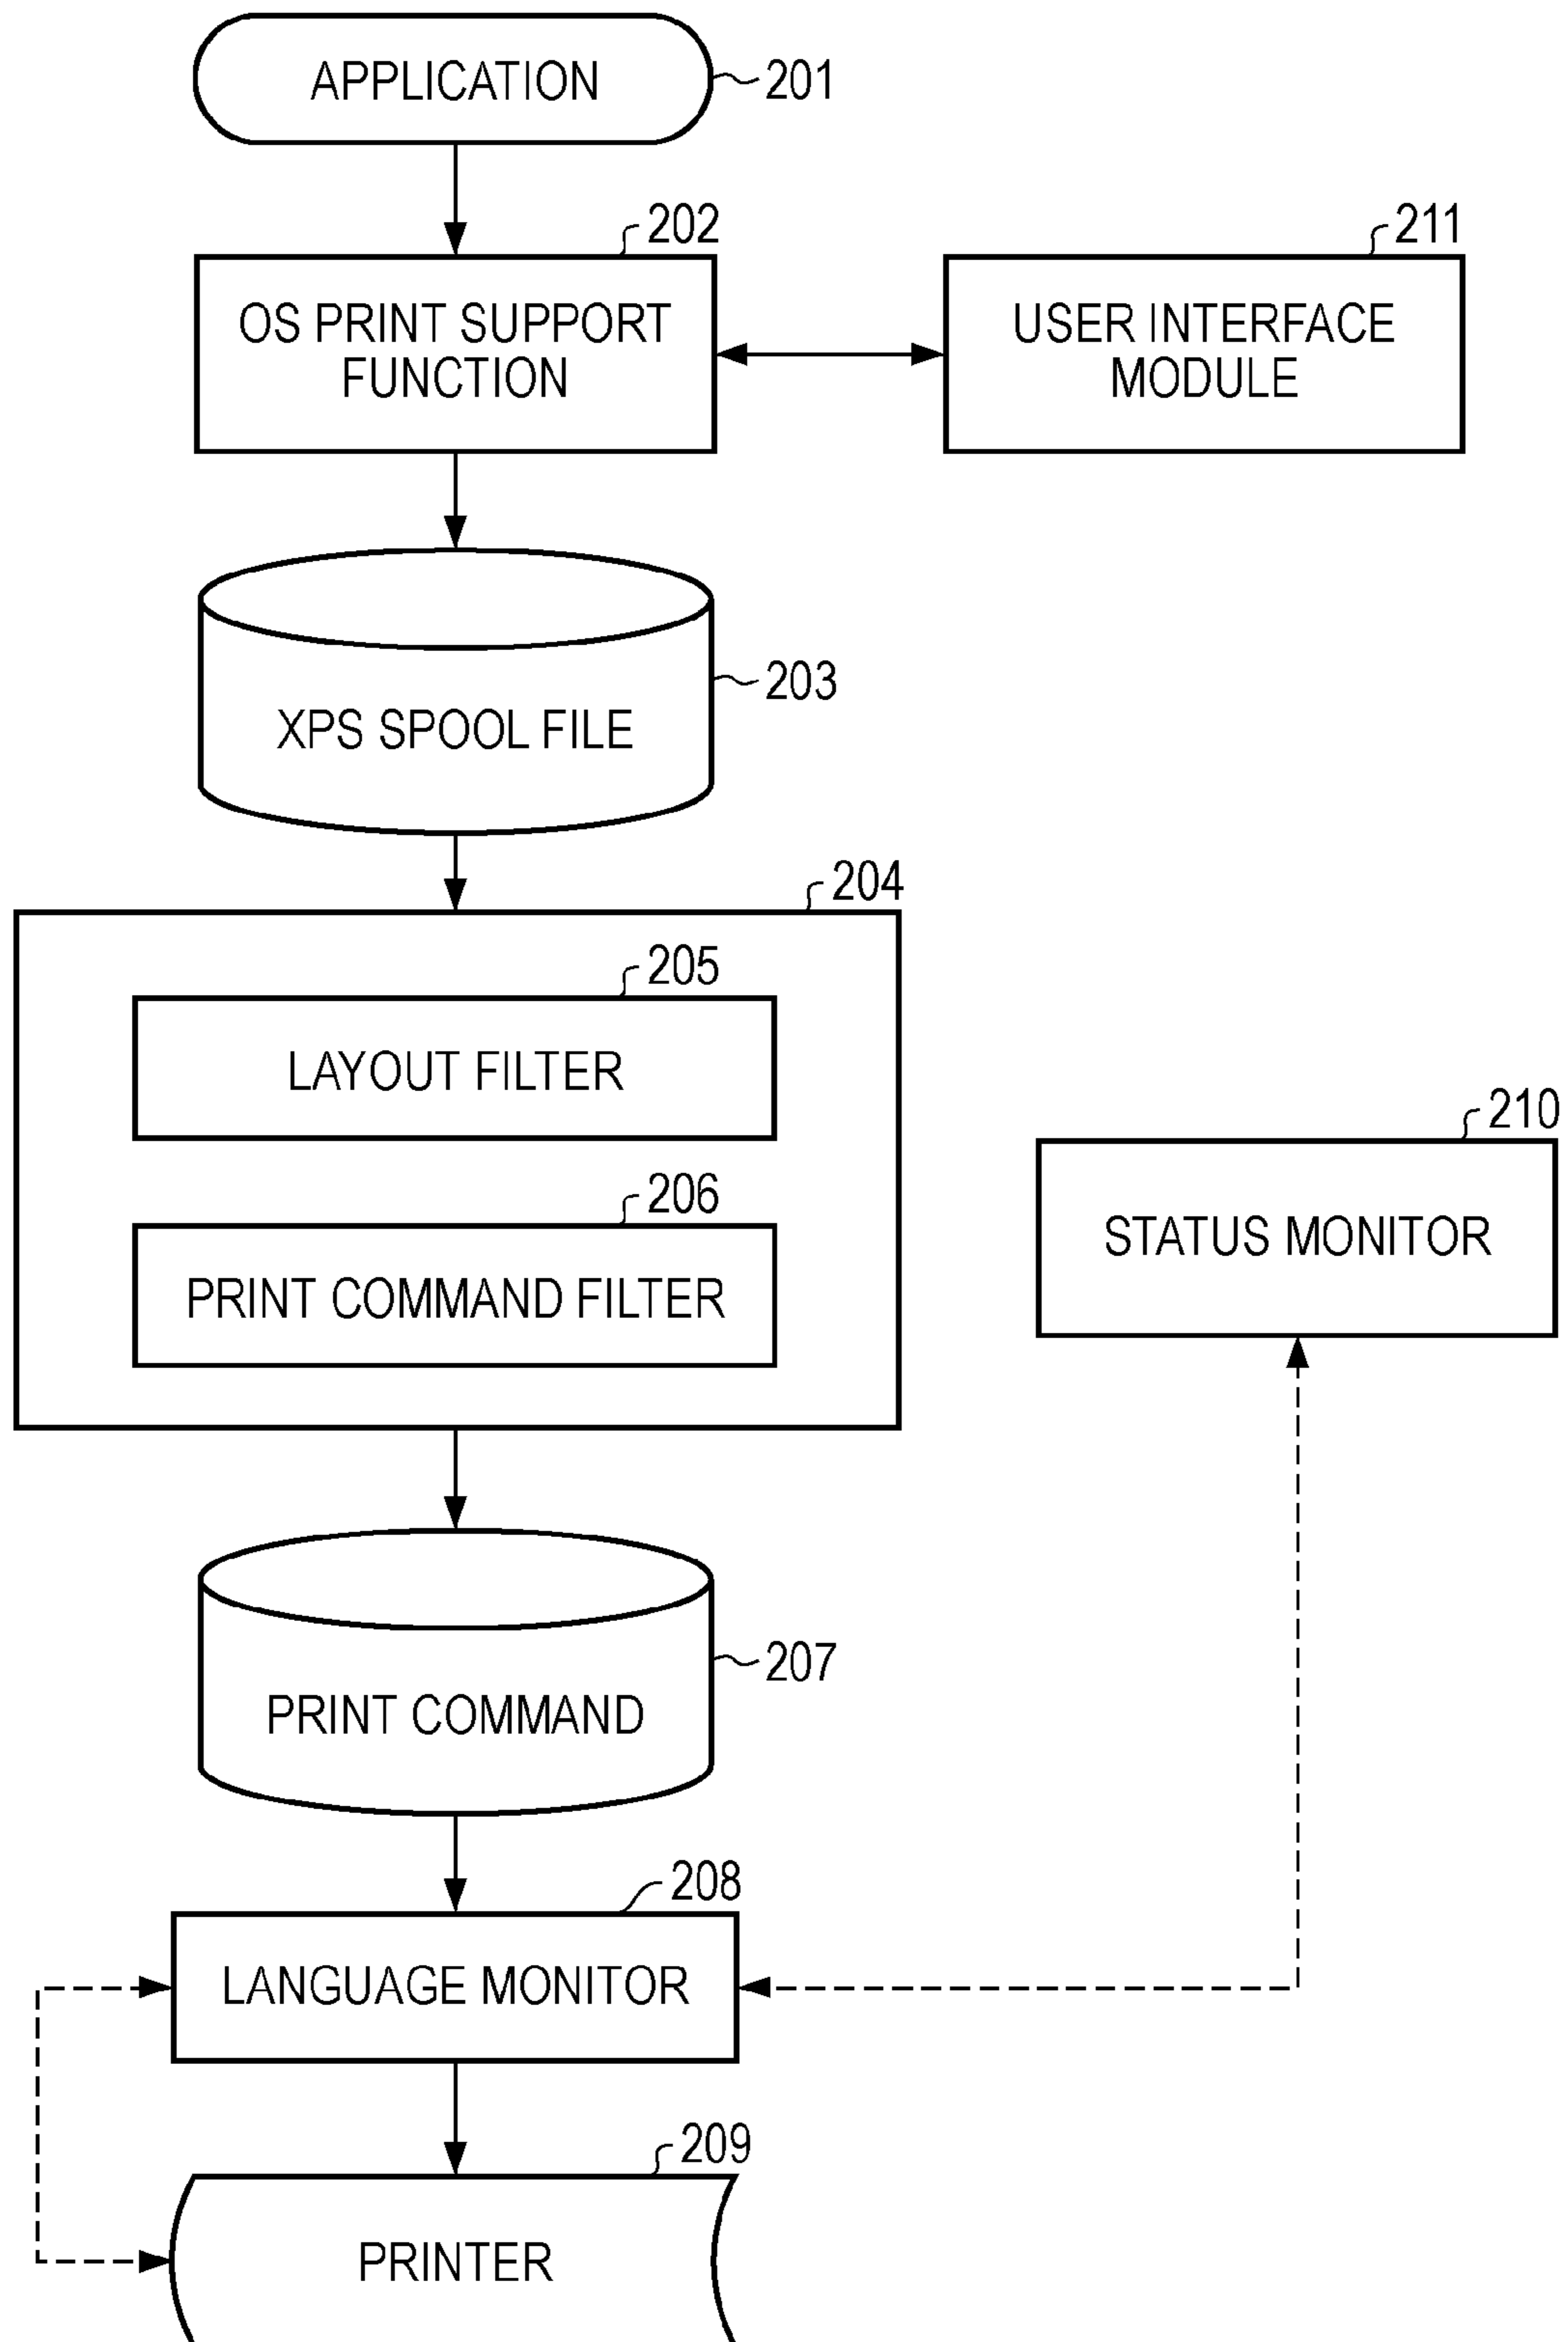 APPLICATION
201
202
211
OS PRINT SUPPORT
FUNCTION
USER INTERFACE
MODULE
203
XPS SPOOL FILE
204
205
LAYOUT FILTER
210
206
STATUS MONITOR
PRINT COMMAND FILTER
207
PRINT COMMAND
208
LANGUAGE MONITOR
209
PRINTER